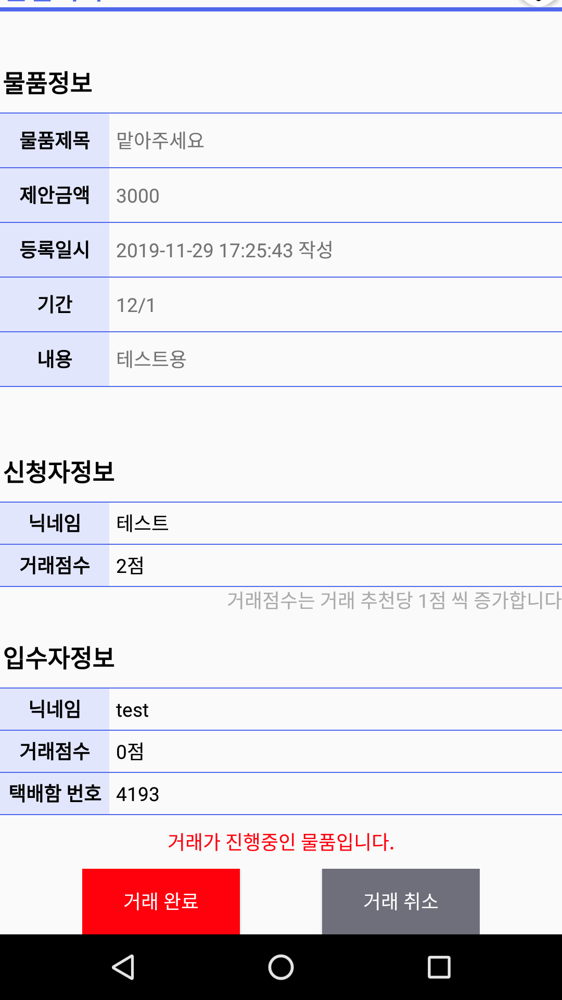 물품정보
물품제목 맡아주세요
제안금액 3000
등록일시 2019-11-29 17:25:43 작성
기간 12/1
내용 테스트용
신청자정보
닉네임 테스트
거래점수 2점
거래점수는 거래 추천당 1점 씩 증가합니다
입수자정보
닉네임 test
거래점수 0점
택배함 번호 4193
거래가 진행중인 물품입니다.
거래 완료 거래 취소